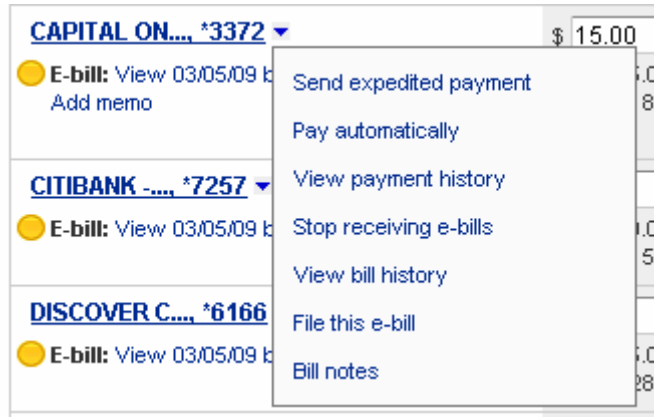 CAPITAL ON..., *3372
$ 15.00
E-bill: View 03/05/09
Add memo
Send expedited payment
Pay automatically
View payment history
Stop receiving e-bills
View bill history
File this e-bill
Bill notes
CITIBANK -..., *7257
E-bill: View 03/05/09
DISCOVER C..., *6166
E-bill: View 03/05/09